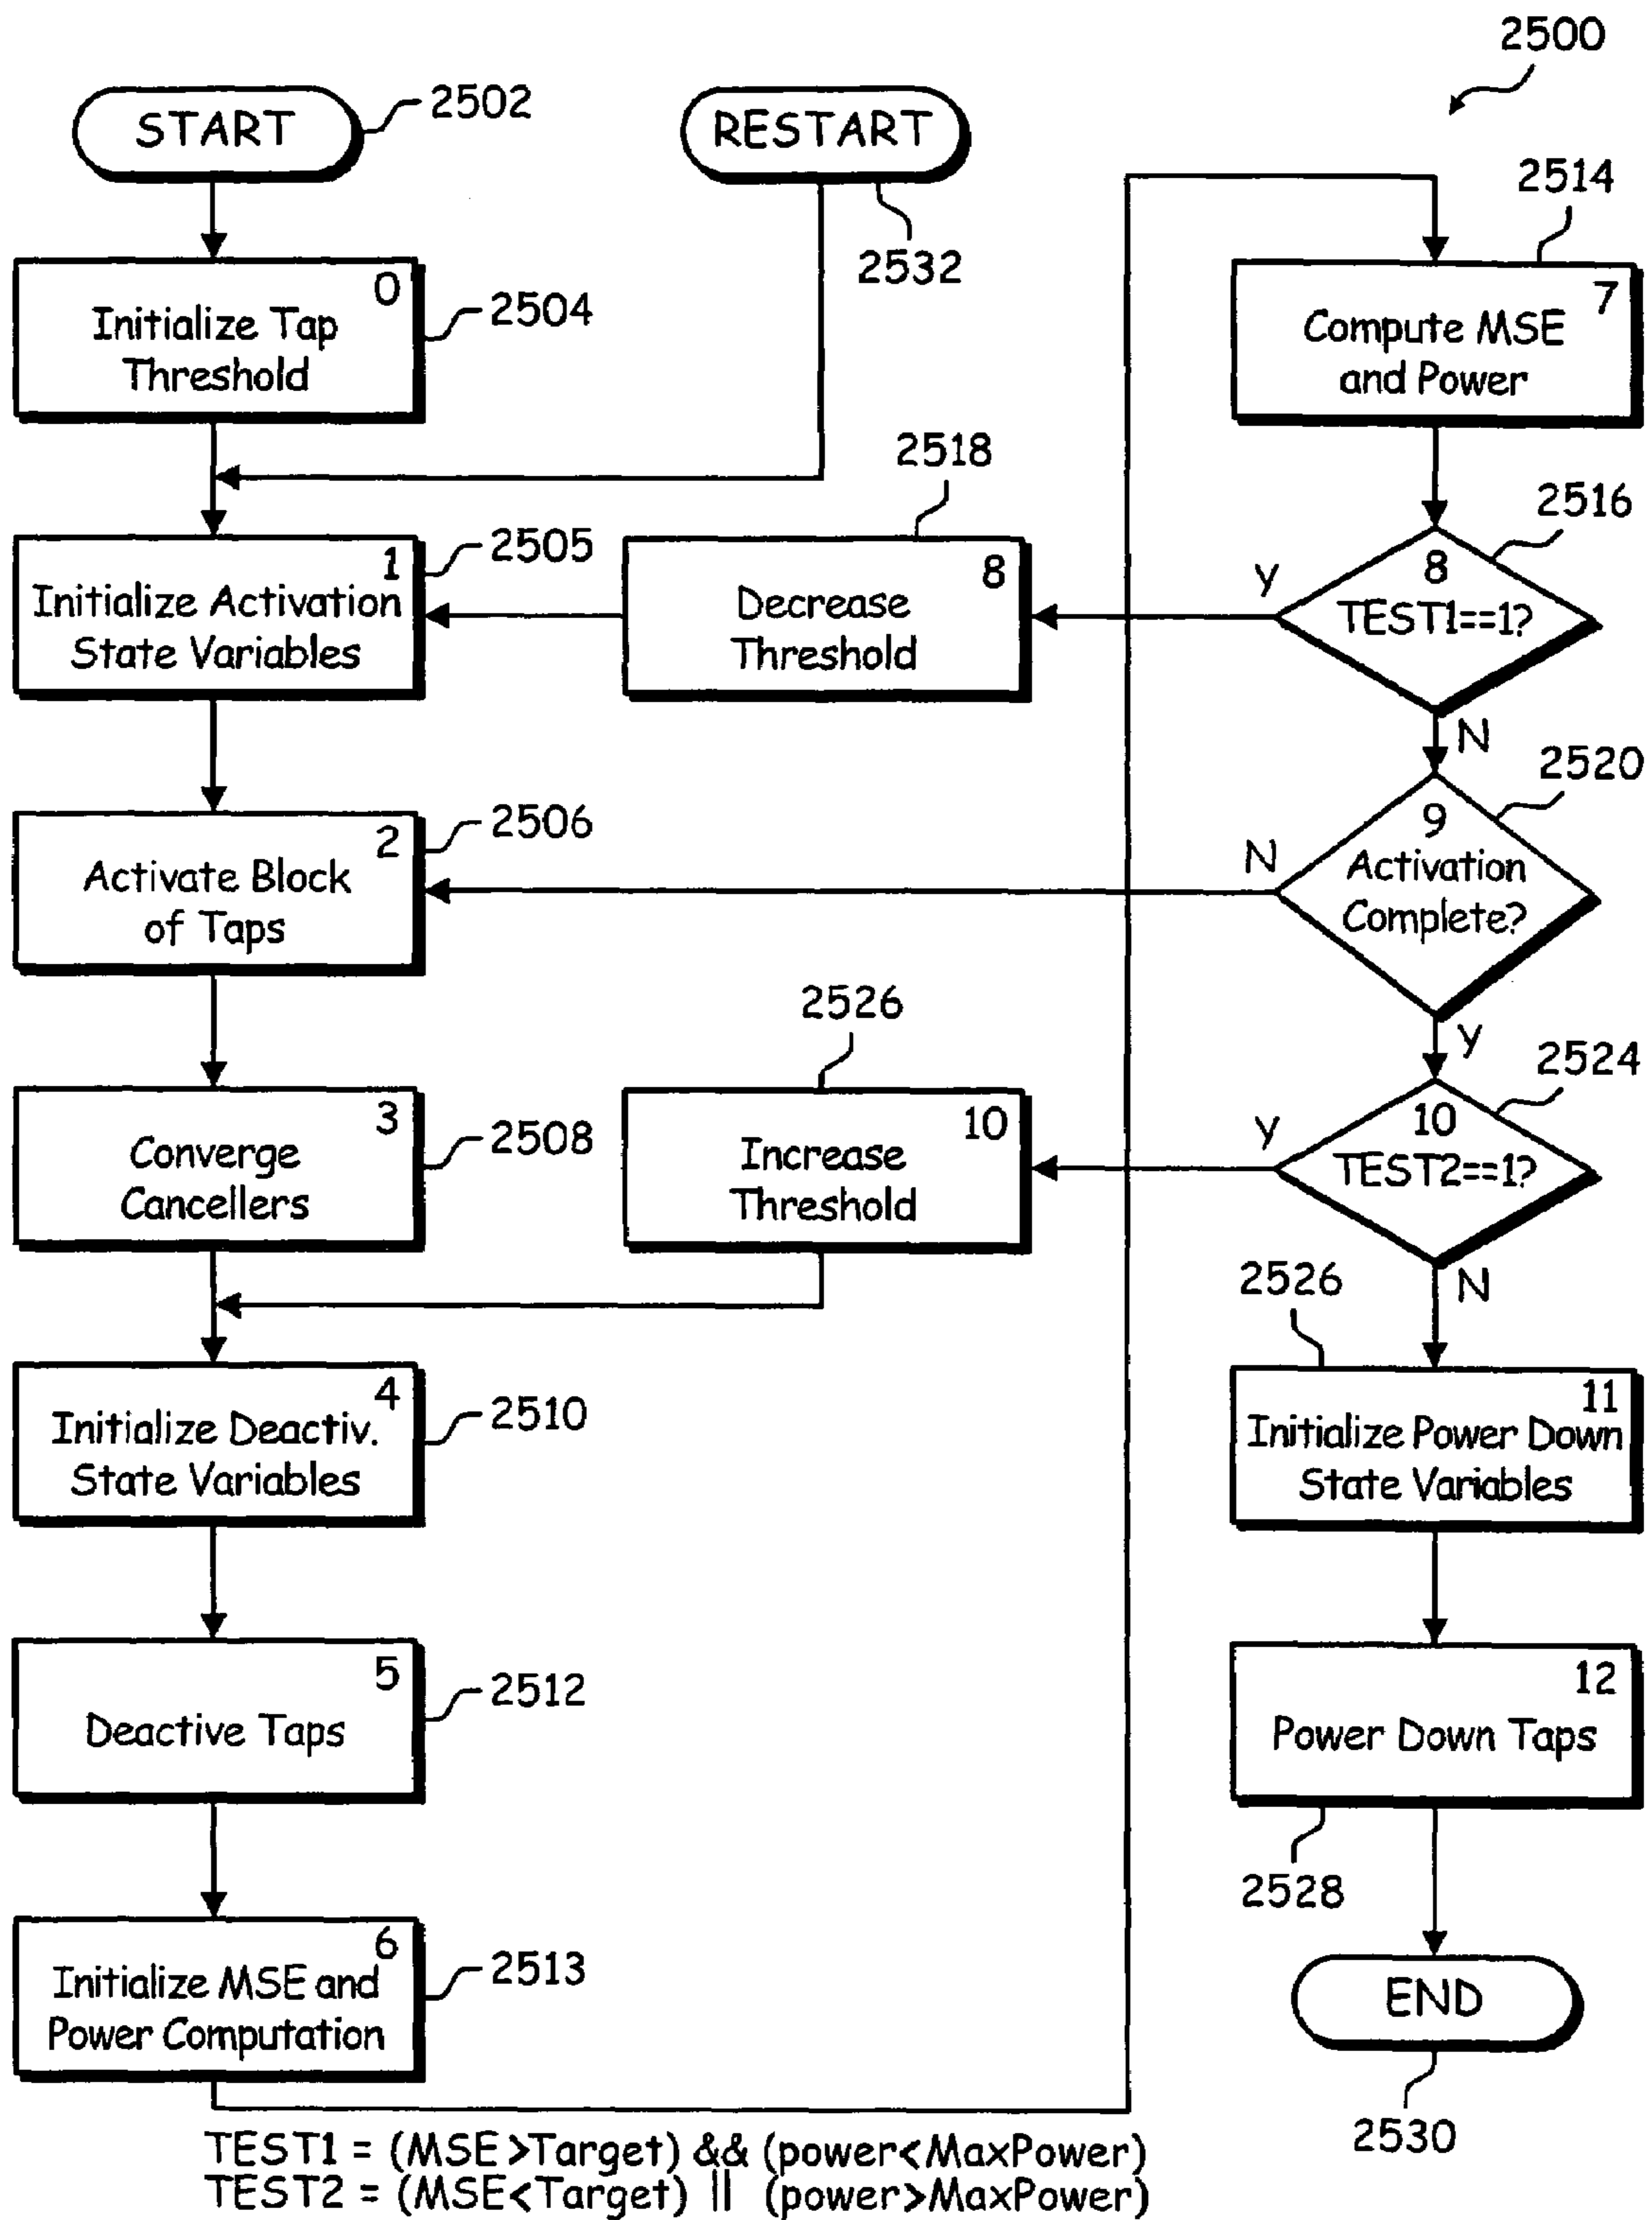 2500
START
2502
RESTART
2532
0
Initialize Tap
Threshold
2504
1
Initialize Activation
State Variables
2505
2518
8
Decrease
Threshold
2
Activate Block
of Taps
2506
3
Converge
Cancellers
2508
2526
10
Increase
Threshold
4
Initialize Deactiv.
State Variables
2510
5
Deactive Taps
2512
6
Initialize MSE and
Power Computation
2513
2514
7
Compute MSE
and Power
2516
8
TEST1==1?
Y
N
2520
9
Activation
Complete?
N
Y
2524
10
TEST2==1?
Y
N
2526
11
Initialize Power Down
State Variables
12
Power Down Taps
2528
END
2530
TEST1 = (MSE>Target) && (power<MaxPower)
TEST2 = (MSE<Target) || (power>MaxPower)